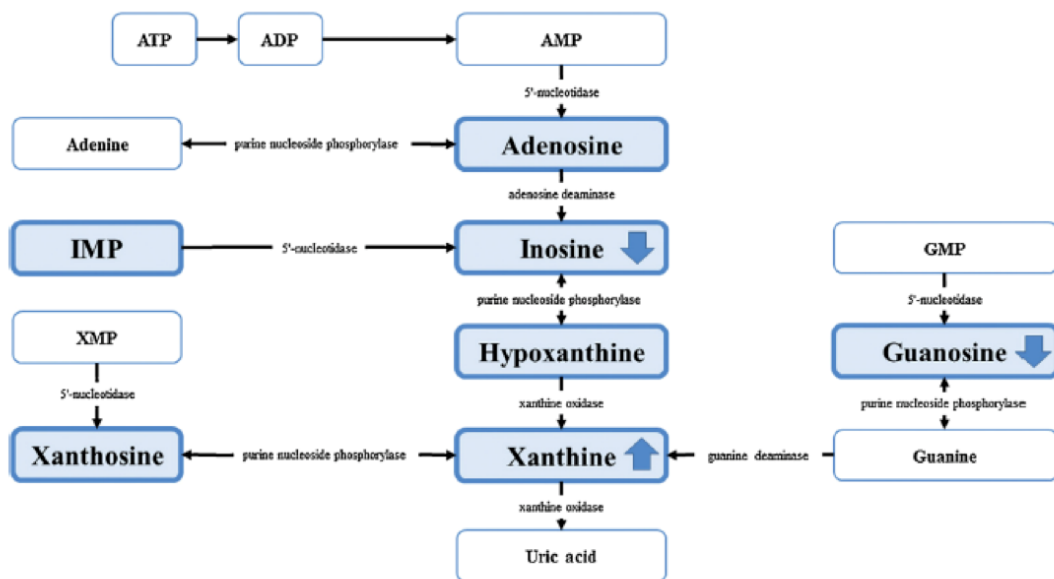 ATP
ADP
AMP
5'-nucleotidase
Adenine
purine nucleoside phosphorylase
Adenosine
adenosine deaminase
IMP
5'-nucleotidase
Inosine
GMP
purine nucleoside phosphorylase
5'-nucleotidase
XMP
Hypoxanthine
Guanosine
5'-nucleotidase
xanthine oxidase
purine nucleoside phosphorylase
Xanthosine
purine nucleoside phosphorylase
Xanthine
guanine deaminase
Guanine
xanthine oxidase
Uric acid